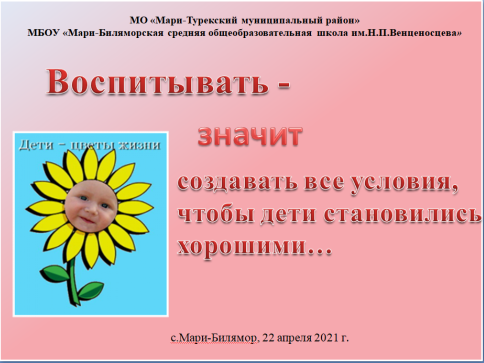 МО «Мари-Турекский муниципальный район»
МБОУ «Мари-Биляморская средняя общеобразовательная школа им.Н.П.Венценосцева»
Воспитывать -
значит
Дети – цветы жизни
создавать все условия,
чтобы дети становились
хорошими…
с.Мари-Билямор, 22 апреля 2021 г.